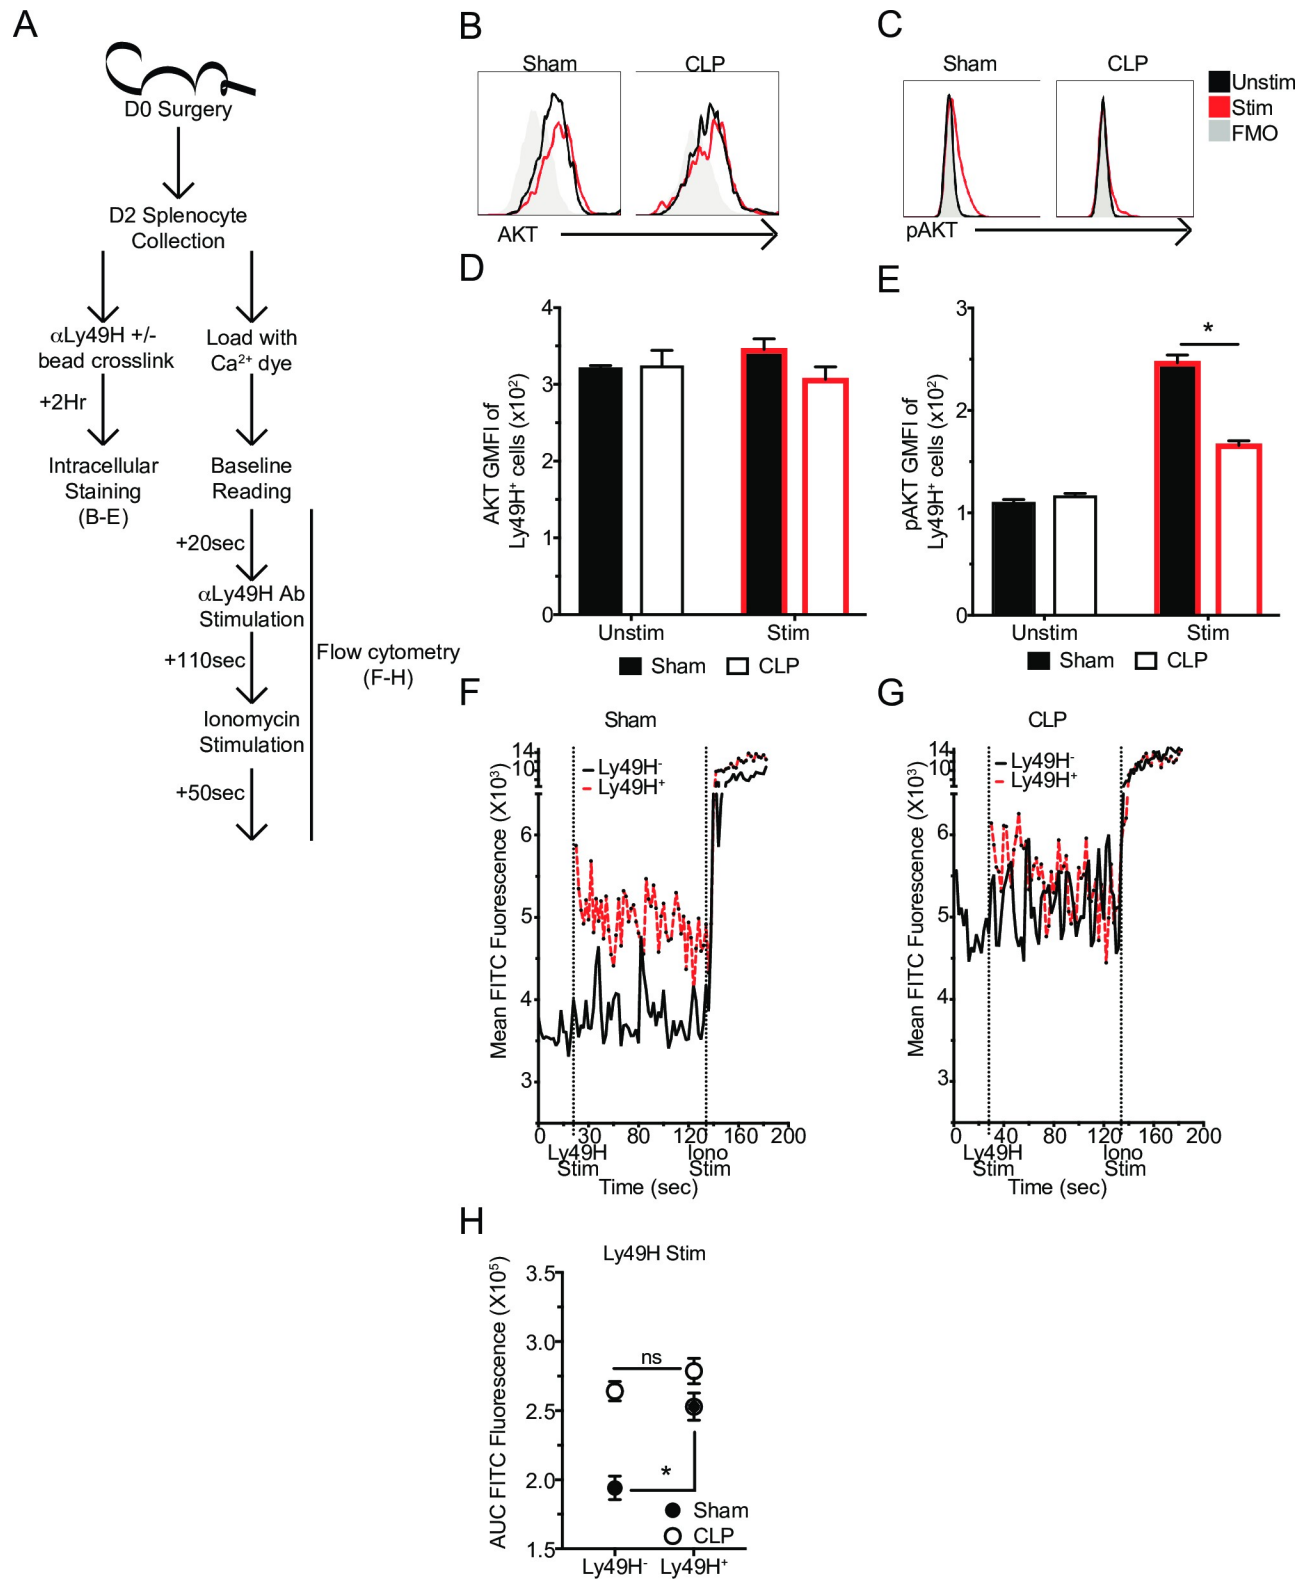 A
D0 Surgery
D2 Splenocyte
Collection
αLy49H +/-
bead crosslink
+2Hr
Intracellular
Staining
(B-E)
Load with
Ca²⁺ dye
Baseline
Reading
+20sec
αLy49H Ab
Stimulation
+110sec
Ionomycin
Stimulation
+50sec
Flow cytometry
(F-H)
B
Sham
CLP
AKT
C
Sham
CLP
pAKT
Unstim
Stim
FMO
D
AKT GMFI of
Ly49H⁺ cells (x10²)
4
3
2
1
0
Unstim
Stim
Sham
CLP
E
pAKT GMFI of
Ly49H⁺ cells (x10²)
3
2
1
0
*
Unstim
Stim
Sham
CLP
F
Sham
Mean FITC Fuorescence (X10³)
14
10
6
5
4
3
Ly49H⁻
Ly49H⁺
0 30 80 120 160 200
Ly49H
Stim
Iono
Stim
Time (sec)
G
CLP
Mean FITC Fuorescence (X10³)
14
10
6
5
4
3
Ly49H⁻
Ly49H⁺
0 40 80 120 160 200
Ly49H
Stim
Iono
Stim
Time (sec)
H
Ly49H Stim
AUC FITC Fluorescence (X10⁵)
3.5
3.0
2.5
2.0
1.5
ns
*
Sham
CLP
Ly49H⁻ Ly49H⁺